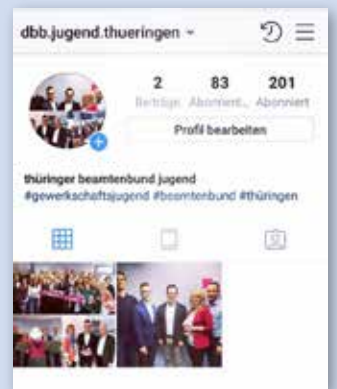 dbb.jugend.thueringen
2 83 201
Beiträge Abonnent... Abonniert
Profil bearbeiten
thüringer beamtenbund jugend
#gewerkschaftsjugend #beamtenbund #thüringen